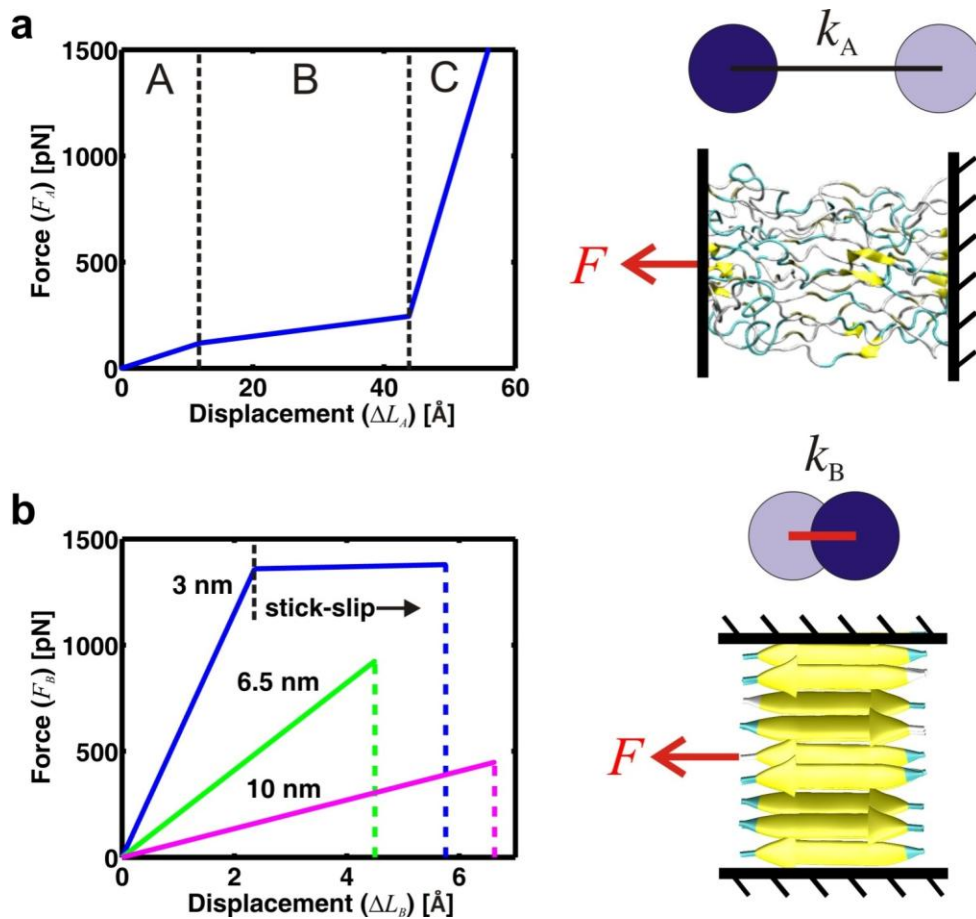 a
1500
1000
500
0
Force (F_A) [pN]
A
B
C
0
20
40
60
Displacement (ΔL_A) [Å]
k_A
F
b
1500
1000
500
0
Force (F_B) [pN]
3 nm
stick-slip
6.5 nm
10 nm
0
2
4
6
Displacement (ΔL_B) [Å]
k_B
F